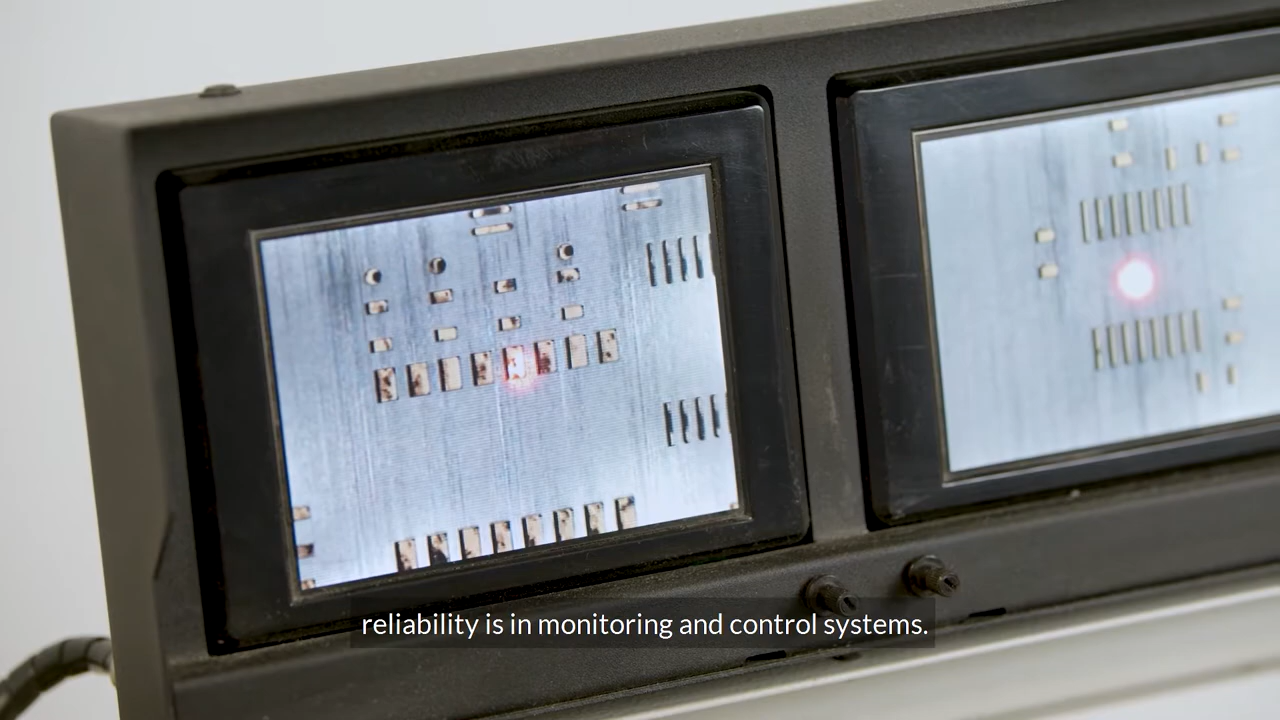 reliability is in monitoring and control systems.